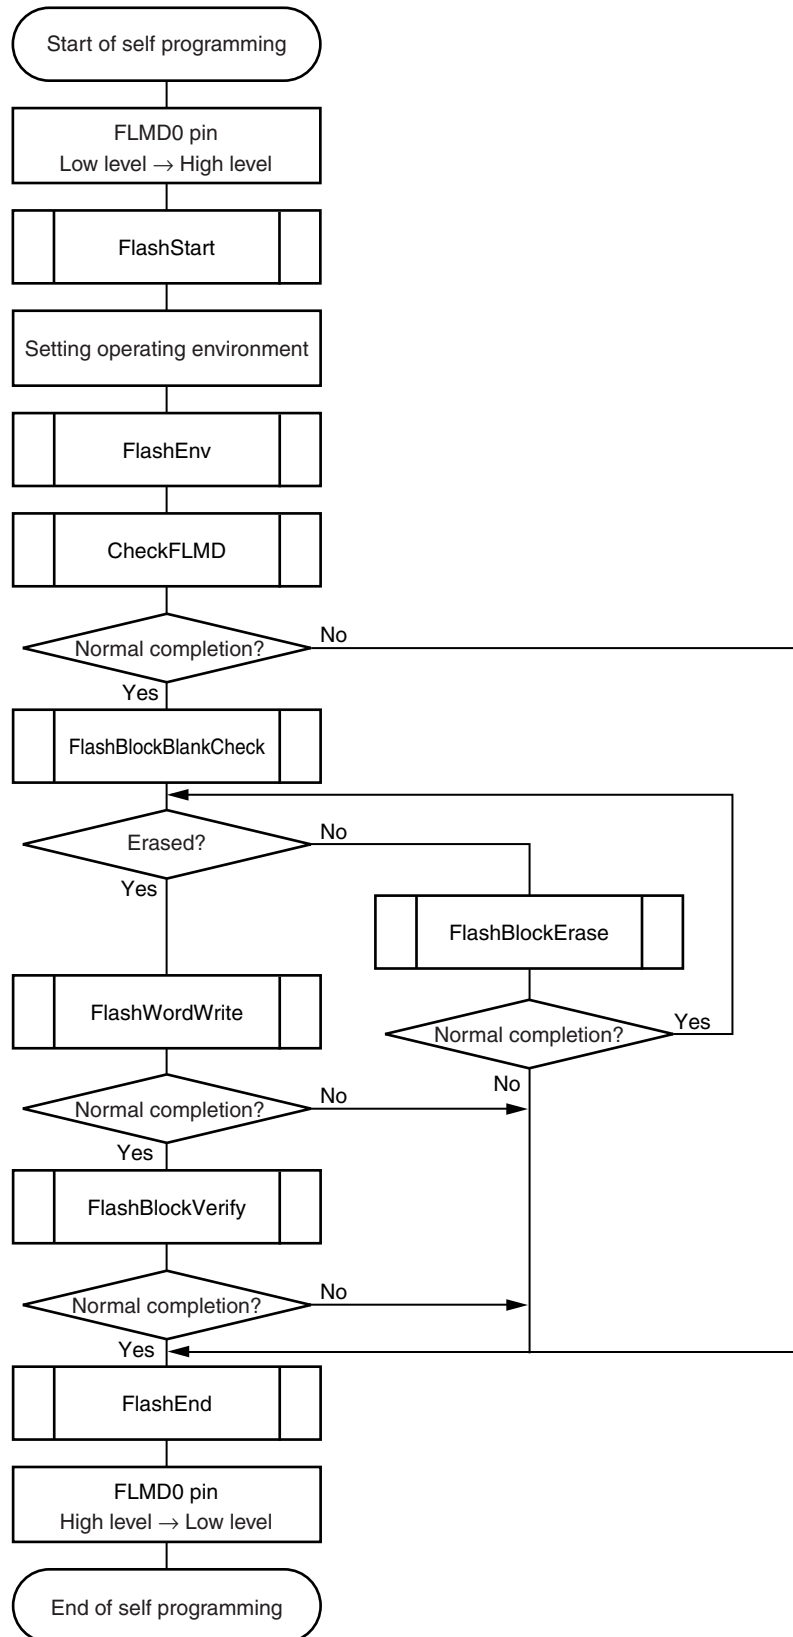 Start of self programming
FLMD0 pin
Low level → High level
FlashStart
Setting operating environment
FlashEnv
CheckFLMD
Normal completion?
No
Yes
FlashBlockBlankCheck
Erased?
No
Yes
FlashBlockErase
Normal completion?
Yes
No
FlashWordWrite
Normal completion?
No
Yes
FlashBlockVerify
Normal completion?
No
Yes
FlashEnd
FLMD0 pin
High level → Low level
End of self programming